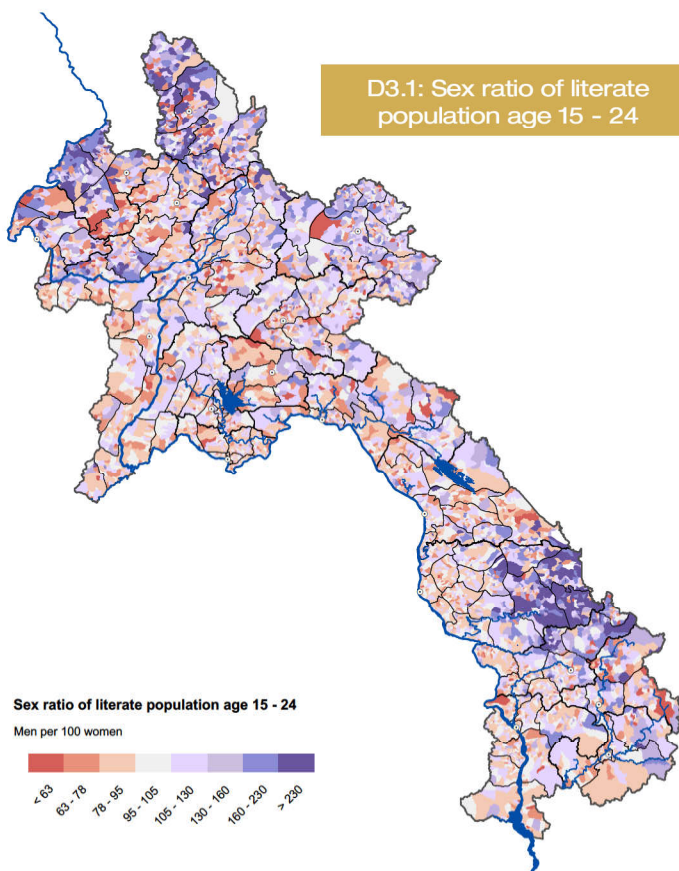 D3.1: Sex ratio of literate
population age 15 - 24
Sex ratio of literate population age 15 - 24
Men per 100 women
< 63
63 - 78
78 - 95
95 - 105
105 - 130
130 - 160
160 - 230
> 230